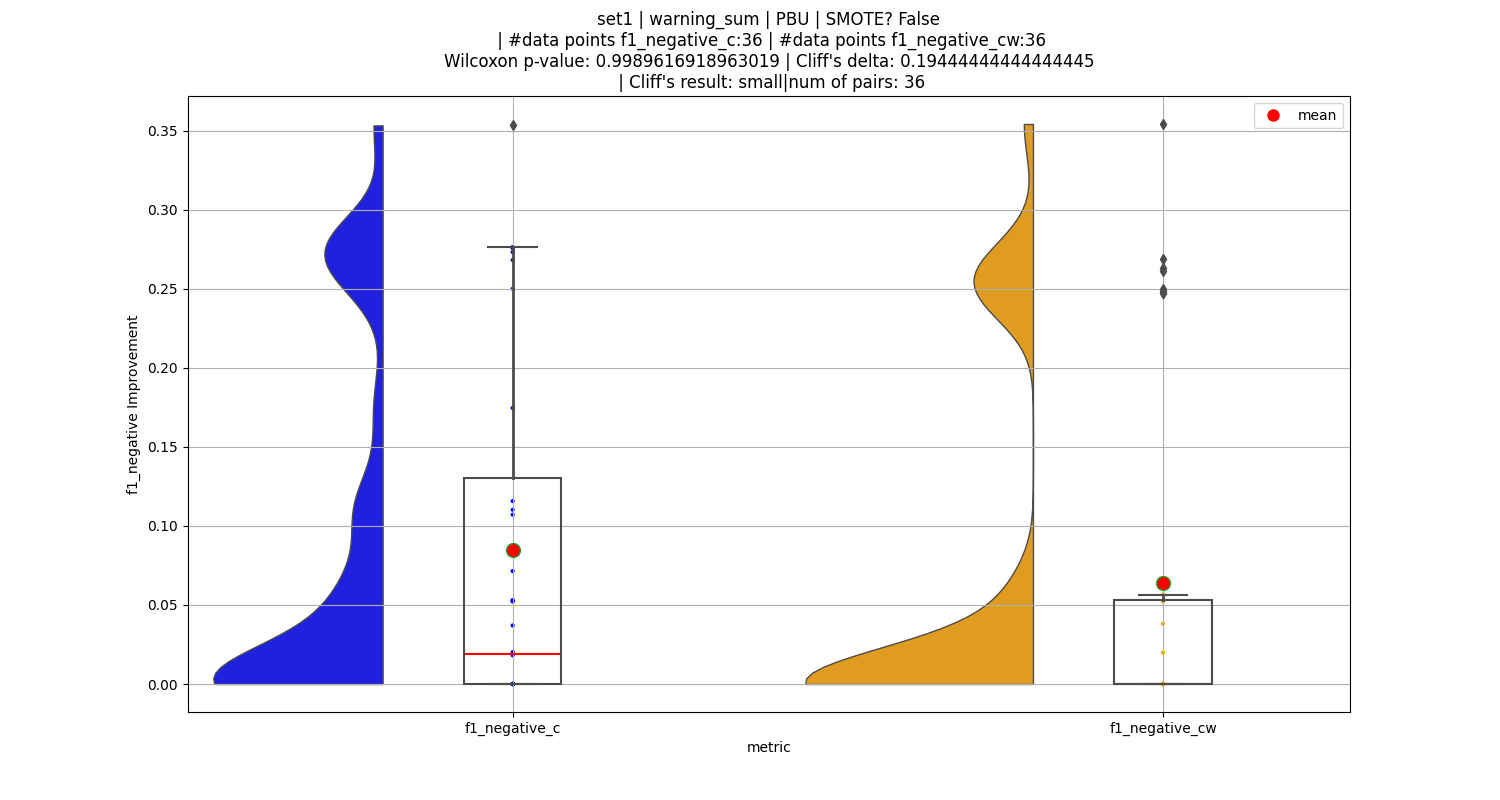 set1 | warning_sum | PBU | SMOTE? False
| #data points f1_negative_c:36 | #data points f1_negative_cw:36
Wilcoxon p-value: 0.9989616918963019 | Cliff's delta: 0.19444444444444445
| Cliff's result: small|num of pairs: 36
mean
0.35
0.30
0.25
0.20
0.15
0.10
0.05
0.00
f1_negative Improvement
f1_negative_c
f1_negative_cw
metric